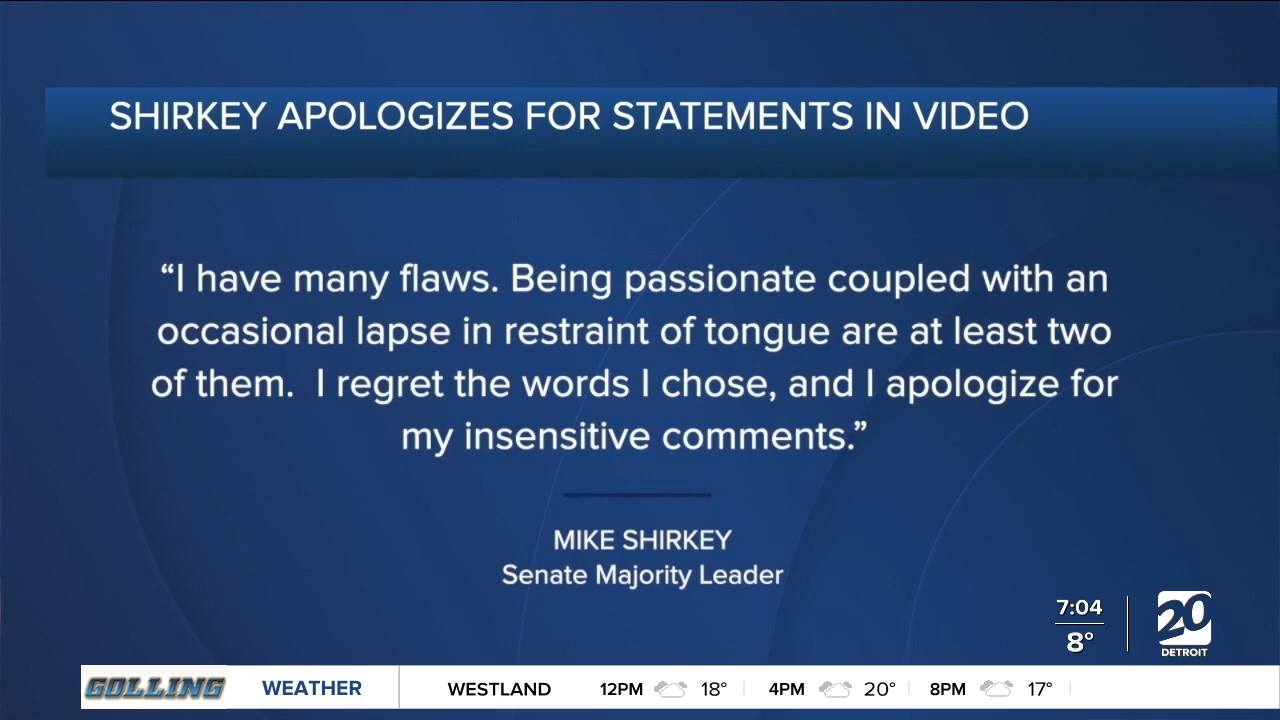 SHIRKEY APOLOGIZES FOR STATEMENTS IN VIDEO
“I have many flaws. Being passionate coupled with an
occasional lapse in restraint of tongue are at least two
of them.  I regret the words I chose, and I apologize for
my insensitive comments.”
MIKE SHIRKEY
Senate Majority Leader
7:04
8°
20
DETROIT
GOLLING WEATHER WESTLAND 12PM 18° 4PM 20° 8PM 17°